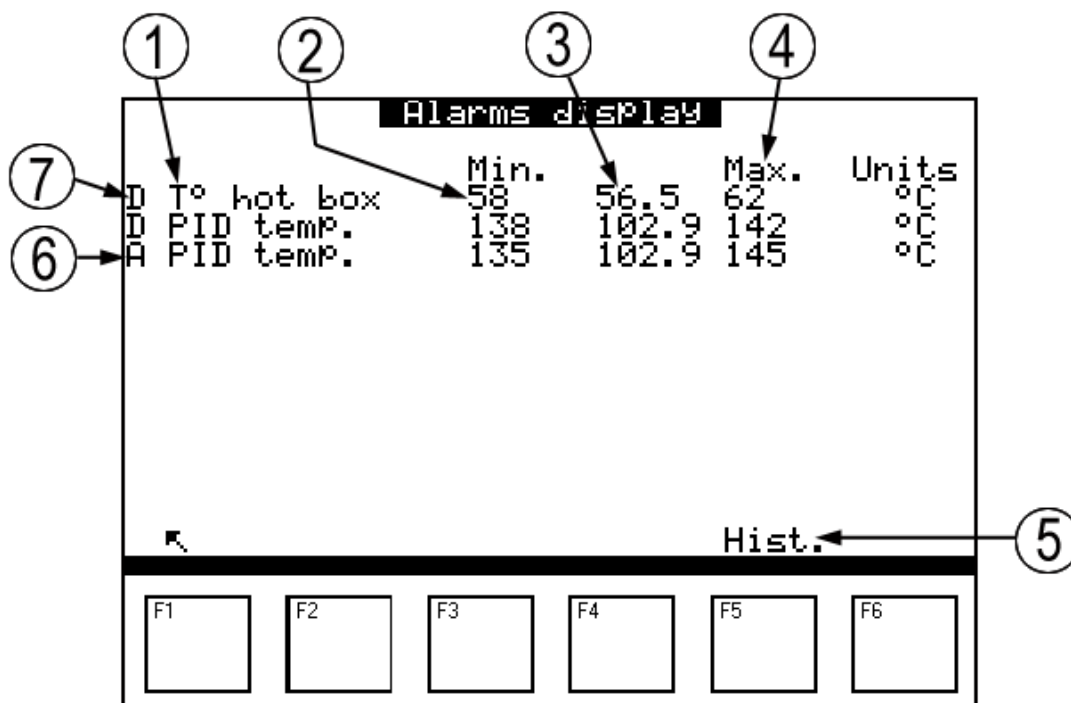 1 2 3 4
Alarms display
Min. Max. Units
7 D T° hot box 58 56.5 62 °C
D PID temp. 138 102.9 142 °C
6 A PID temp. 135 102.9 145 °C
Hist. 5
F1 F2 F3 F4 F5 F6